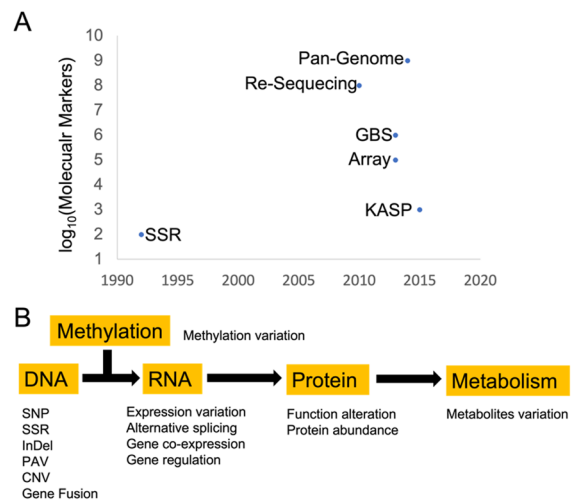 A
log10(Molecualr Markers)
10
9
8
7
6
5
4
3
2
1
Pan-Genome
Re-Sequecing
GBS
Array
KASP
SSR
1990 1995 2000 2005 2010 2015 2020
B
Methylation
Methylation variation
DNA RNA Protein Metabolism
SNP
SSR
InDel
PAV
CNV
Gene Fusion
Expression variation
Alternative splicing
Gene co-expression
Gene regulation
Function alteration
Protein abundance
Metabolites variation